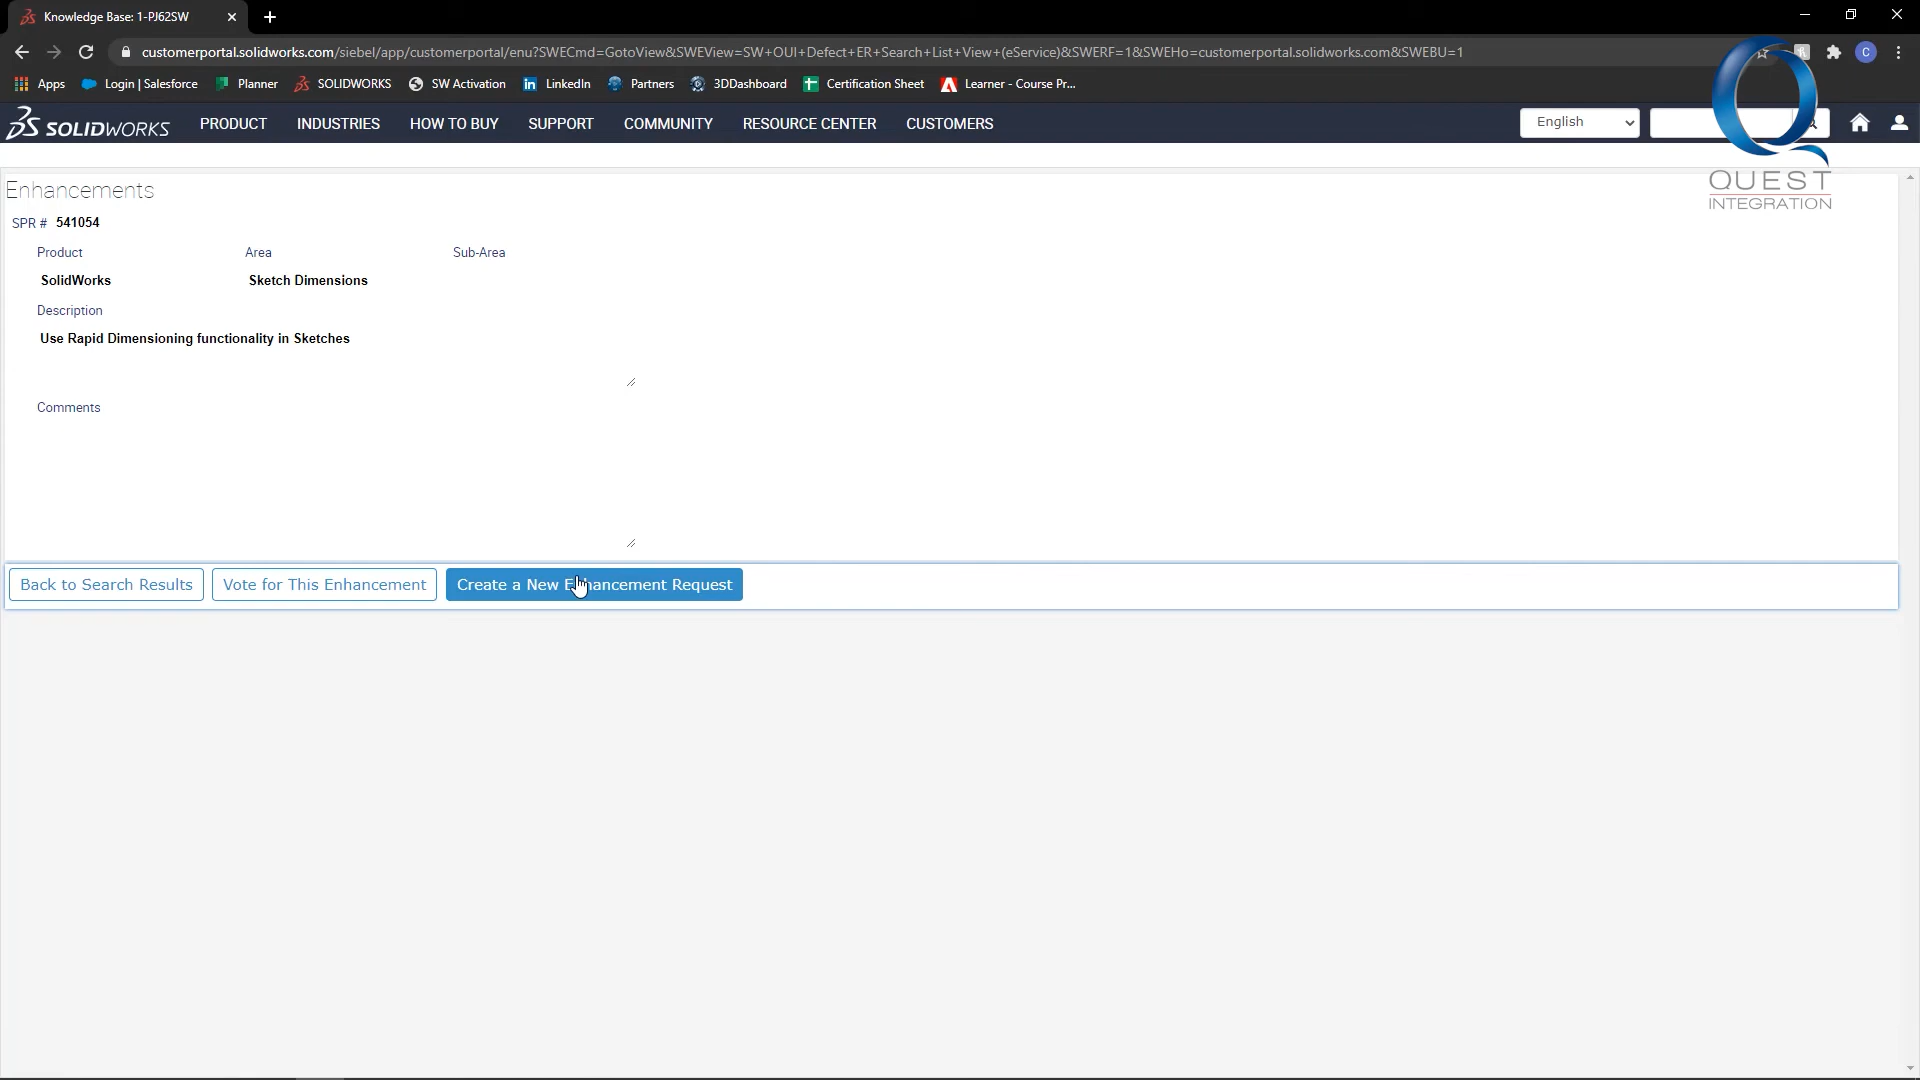 Knowledge Base: 1-PJ62SW
customerportal.solidworks.com/siebel/app/customerportal/enu?SWECmd=GotoView&SWEView=SW+OUI+Defect+ER+Search+List+View+(eService)&SWERF=1&SWEHo=customerportal.solidworks.com&SWEBU=1
C
Apps Login | Salesforce Planner SOLIDWORKS SW Activation LinkedIn Partners 3DDashboard Certification Sheet Learner - Course Pr...
SOLIDWORKS PRODUCT INDUSTRIES HOW TO BUY SUPPORT COMMUNITY RESOURCE CENTER CUSTOMERS English
QUEST
INTEGRATION
Enhancements
SPR # 541054
Product Area Sub-Area
SolidWorks Sketch Dimensions
Description
Use Rapid Dimensioning functionality in Sketches
Comments
Back to Search Results Vote for This Enhancement Create a New Enhancement Request